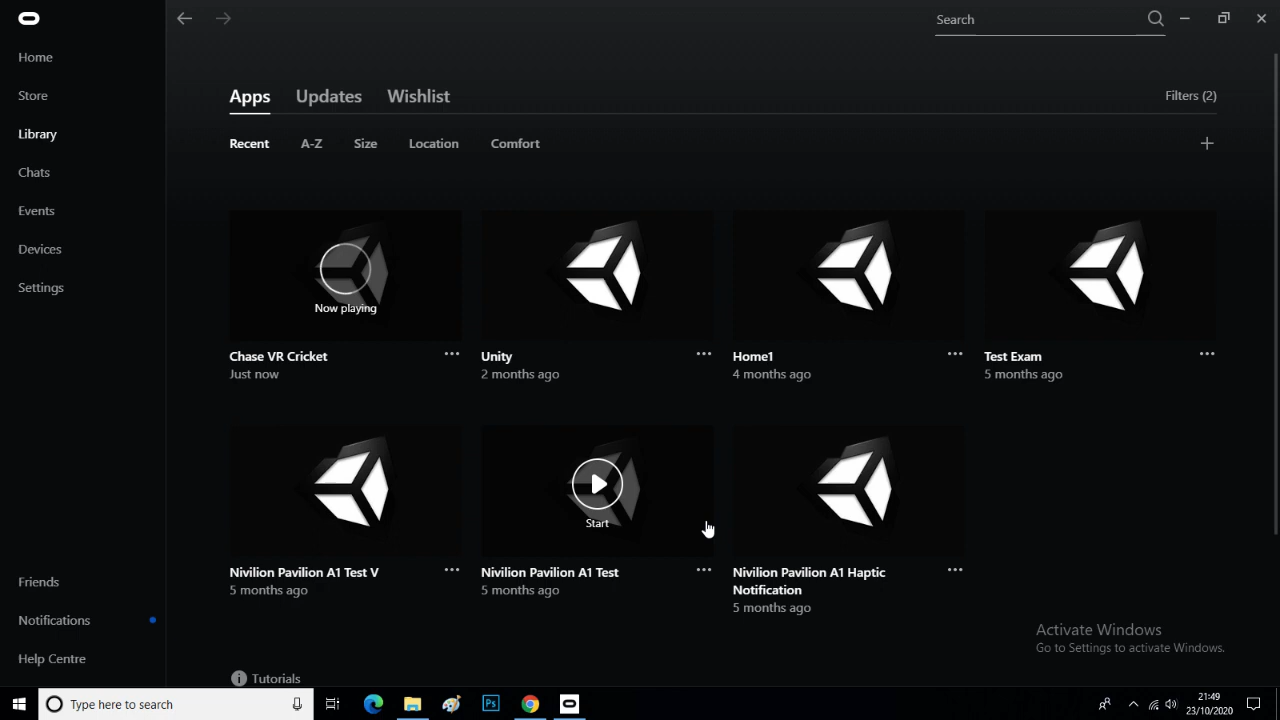 Search
Home
Store
Library
Chats
Events
Devices
Settings
Friends
Notifications
Help Centre
Apps Updates Wishlist
Filters (2)
Recent A-Z Size Location Comfort
Now playing
Chase VR Cricket
Just now
Unity
2 months ago
Home1
4 months ago
Test Exam
5 months ago
Nivilion Pavilion A1 Test V
5 months ago
Start
Nivilion Pavilion A1 Test
5 months ago
Nivilion Pavilion A1 Haptic
Notification
5 months ago
Activate Windows
Go to Settings to activate Windows.
Tutorials
Type here to search
Ps
21:49
23/10/2020